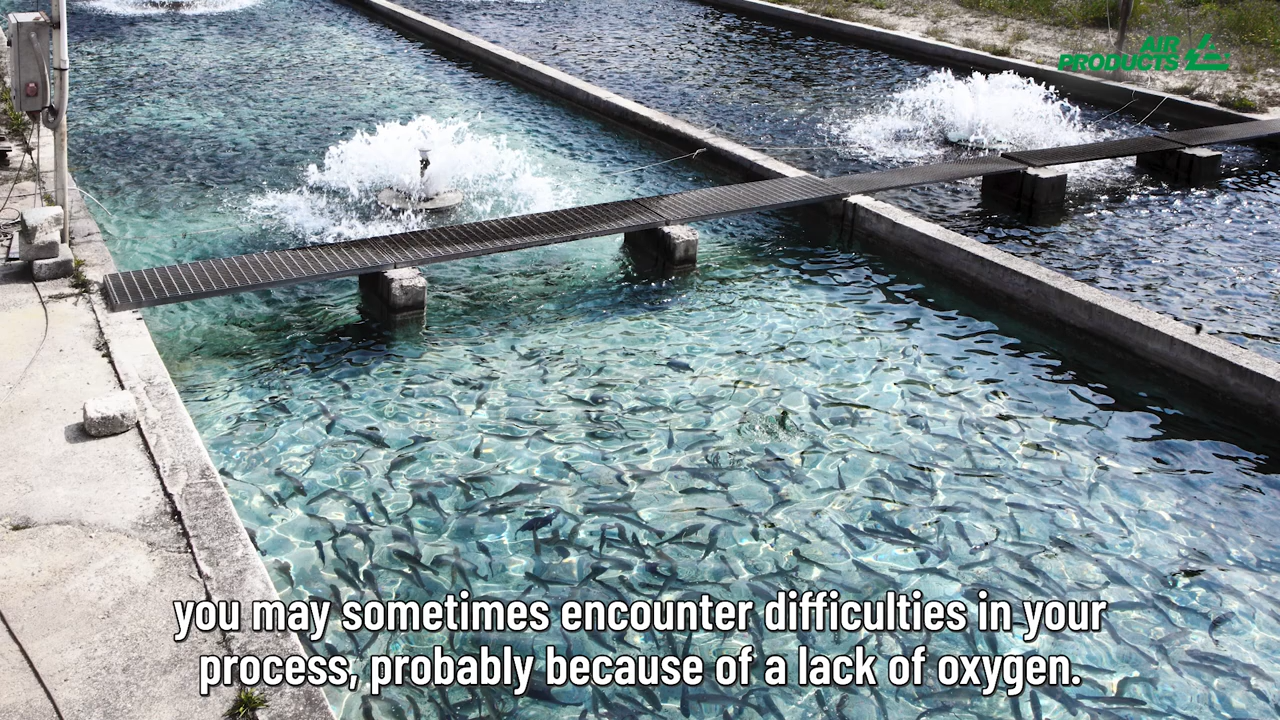 AIR
PRODUCTS
you may sometimes encounter difficulties in your
process, probably because of a lack of oxygen.